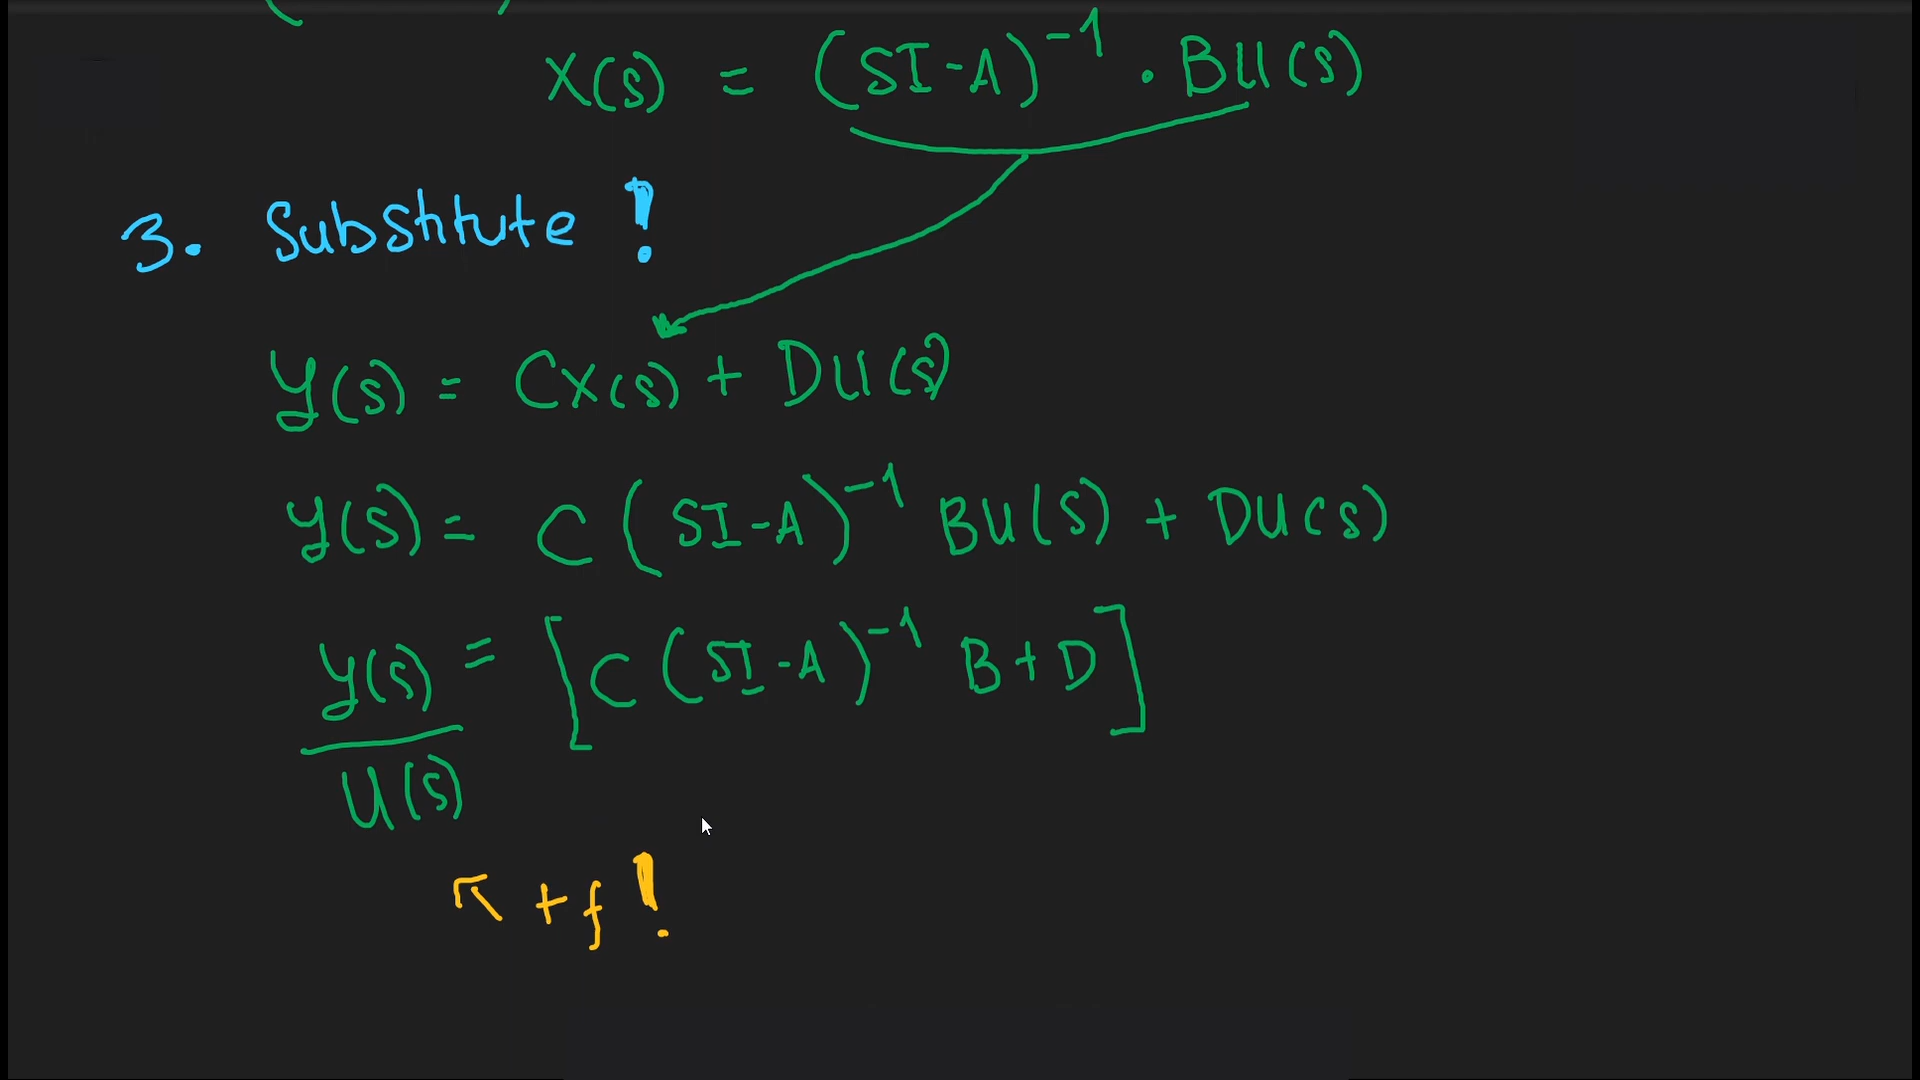 X(s) = (SI-A)^-1 · BU(s)
3. Substitute !
Y(s) = CX(s) + DU(s)
Y(s) = C (SI-A)^-1 BU(s) + DU(s)
Y(s)/U(s) = [C (SI-A)^-1 B+D]
↖ tf !